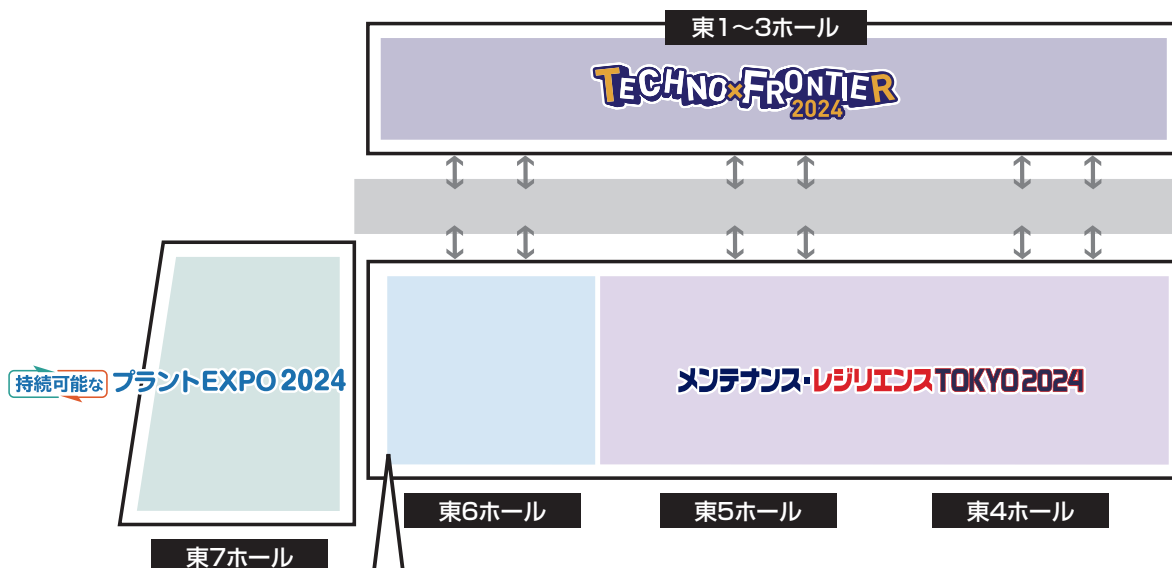 東1～3ホール
TECHNO×FRONTIER
2024
持続可能な プラントEXPO 2024
メンテナンス・レジリエンスTOKYO 2024
東6ホール
東5ホール
東4ホール
東7ホール